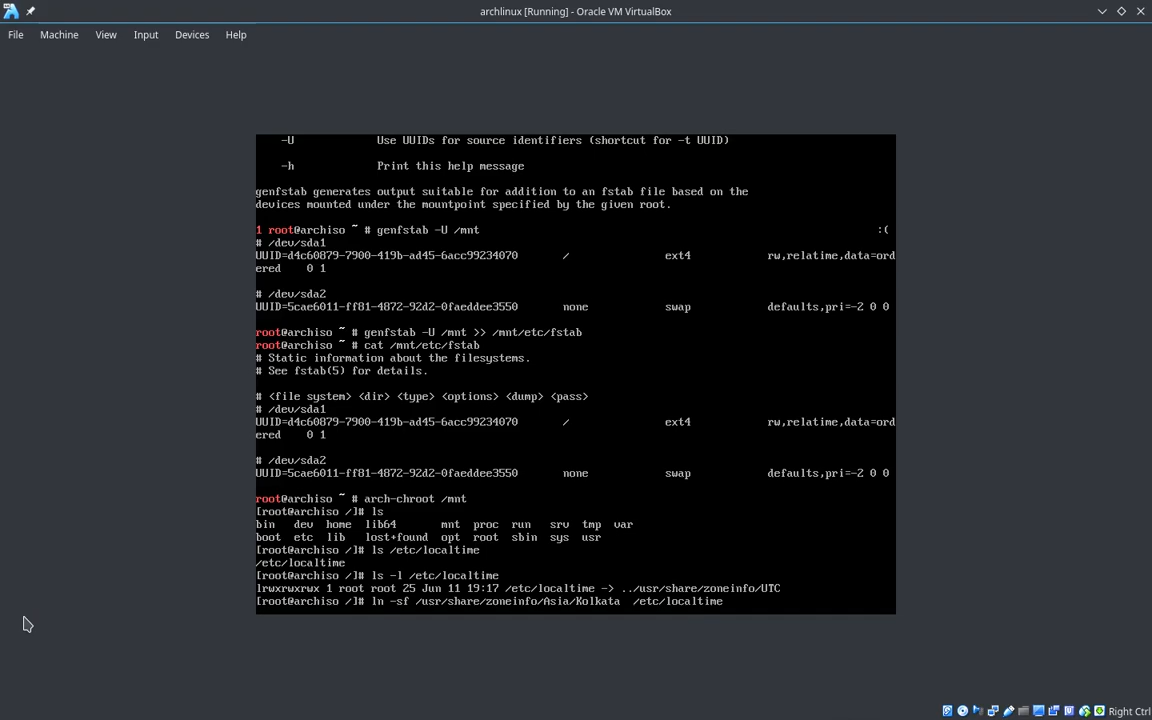 archlinux [Running] - Oracle VM VirtualBox
File Machine View Input Devices Help
-U Use UUIDs for source identifiers (shortcut for -t UUID)
-h Print this help message
genfstab generates output suitable for addition to an fstab file based on the
devices mounted under the mountpoint specified by the given root.
1 root@archiso ~ # genfstab -U /mnt :(
# /dev/sda1
UUID=d4c60879-7900-419b-ad45-6acc99234070 / ext4 rw,relatime,data=ord
ered 0 1
# /dev/sda2
UUID=5cae6011-ff81-4872-92d2-0faeddee3550 none swap defaults,pri=-2 0 0
root@archiso ~ # genfstab -U /mnt >> /mnt/etc/fstab
root@archiso ~ # cat /mnt/etc/fstab
# Static information about the filesystems.
# See fstab(5) for details.
# <file system> <dir> <type> <options> <dump> <pass>
# /dev/sda1
UUID=d4c60879-7900-419b-ad45-6acc99234070 / ext4 rw,relatime,data=ord
ered 0 1
# /dev/sda2
UUID=5cae6011-ff81-4872-92d2-0faeddee3550 none swap defaults,pri=-2 0 0
root@archiso ~ # arch-chroot /mnt
[root@archiso /]# ls
bin dev home lib64 mnt proc run srv tmp var
boot etc lib lost+found opt root sbin sys usr
[root@archiso /]# ls /etc/localtime
/etc/localtime
[root@archiso /]# ls -l /etc/localtime
lrwxrwxrwx 1 root root 25 Jun 11 19:17 /etc/localtime -> ../usr/share/zoneinfo/UTC
[root@archiso /]# ln -sf /usr/share/zoneinfo/Asia/Kolkata /etc/localtime
Right Ctrl